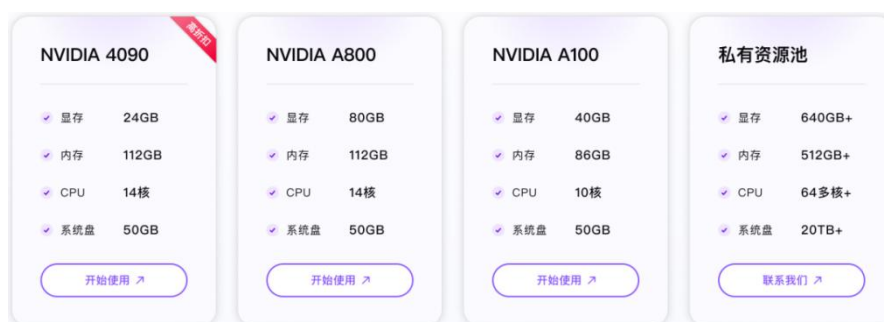 NVIDIA 4090
高折扣
显存 24GB
内存 112GB
CPU 14核
系统盘 50GB
开始使用 ↗
NVIDIA A800
显存 80GB
内存 112GB
CPU 14核
系统盘 50GB
开始使用 ↗
NVIDIA A100
显存 40GB
内存 86GB
CPU 10核
系统盘 50GB
开始使用 ↗
私有资源池
显存 640GB+
内存 512GB+
CPU 64多核+
系统盘 20TB+
联系我们 ↗